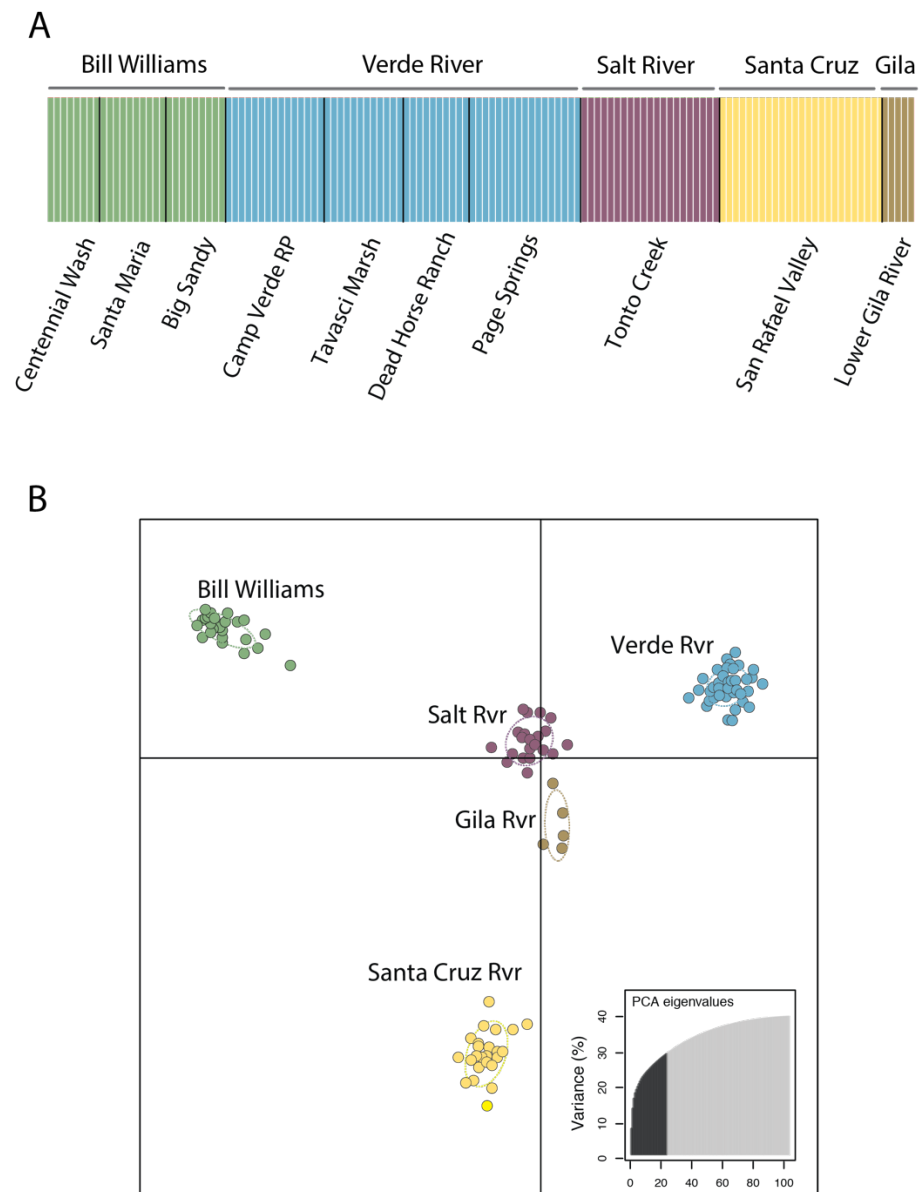 A
Bill Williams
Verde River
Salt River
Santa Cruz
Gila
Centennial Wash
Santa Maria
Big Sandy
Camp Verde RP
Tavasci Marsh
Dead Horse Ranch
Page Springs
Tonto Creek
San Rafael Valley
Lower Gila River
B
Bill Williams
Verde Rvr
Salt Rvr
Gila Rvr
Santa Cruz Rvr
PCA eigenvalues
Variance (%)
40
30
20
10
0
0 20 40 60 80 100